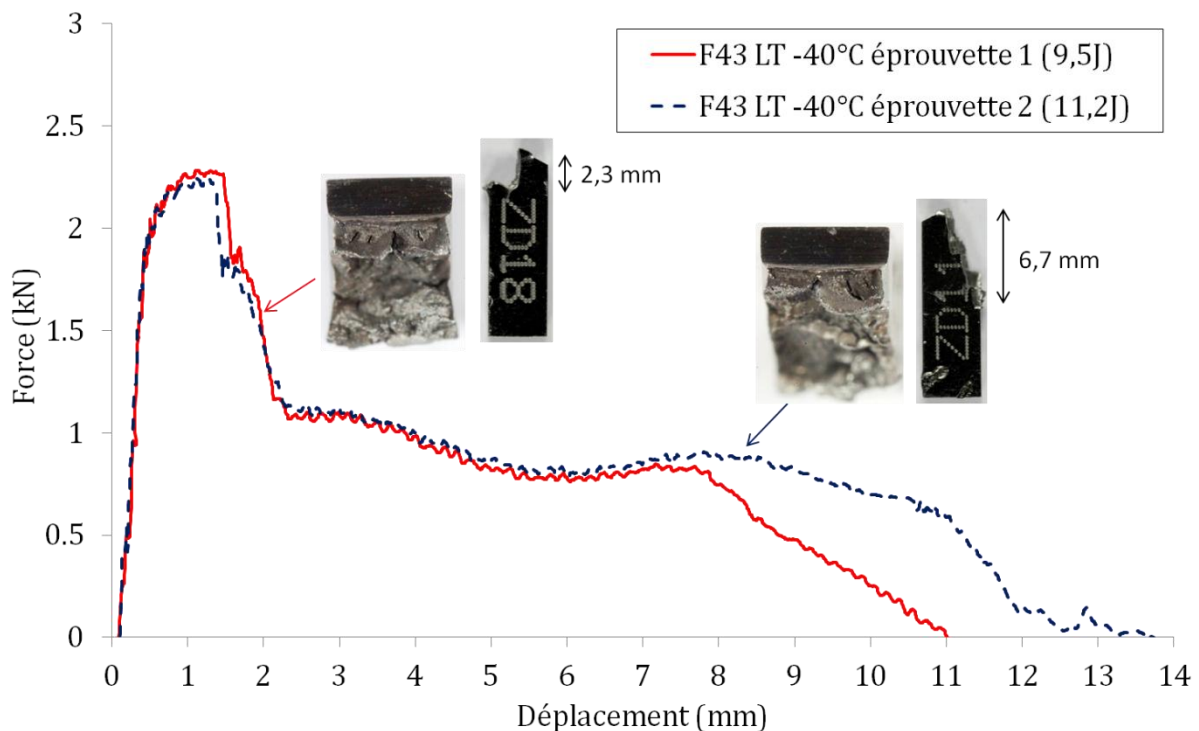 3
2.5
2
1.5
1
0.5
0
Force (kN)
F43 LT -40°C éprouvette 1 (9,5J)
F43 LT -40°C éprouvette 2 (11,2J)
2,3 mm
ZD18
6,7 mm
ZD11
0 1 2 3 4 5 6 7 8 9 10 11 12 13 14
Déplacement (mm)